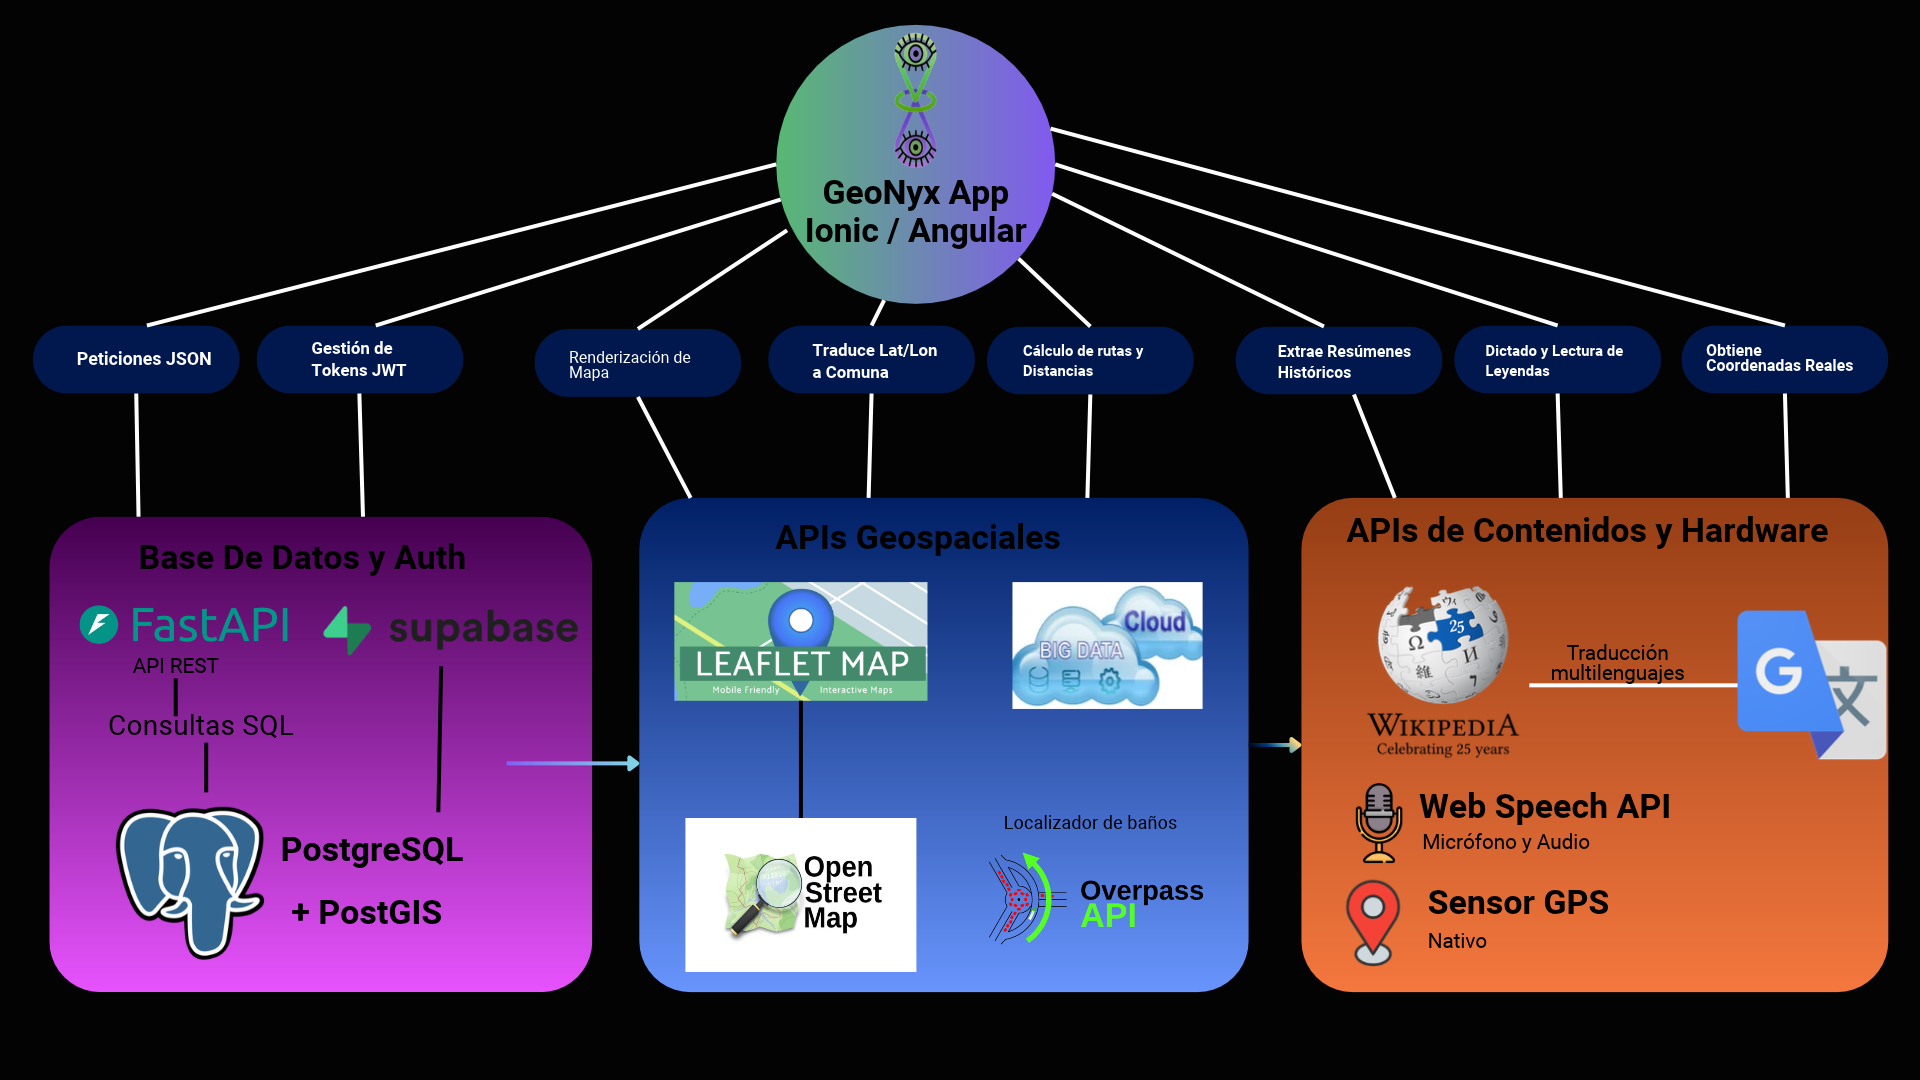 GeoNyx App
Ionic / Angular
Peticiones JSON
Gestión de
Tokens JWT
Renderización de
Mapa
Traduce Lat/Lon
a Comuna
Cálculo de rutas y
Distancias
Extrae Resúmenes
Históricos
Dictado y Lectura de
Leyendas
Obtiene
Coordenadas Reales
Base De Datos y Auth
FastAPI
supabase
API REST
Consultas SQL
PostgreSQL
+ PostGIS
APIs Geospaciales
LEAFLET MAP
Mobile Friendly
Interactive Maps
Cloud
BIG DATA
Open
Street
Map
Localizador de baños
Overpass
API
APIs de Contenidos y Hardware
25
Ω
И
維
7
WIKIPEDIA
Celebrating 25 years
Traducción
multilenguajes
G
文
Web Speech API
Micrófono y Audio
Sensor GPS
Nativo